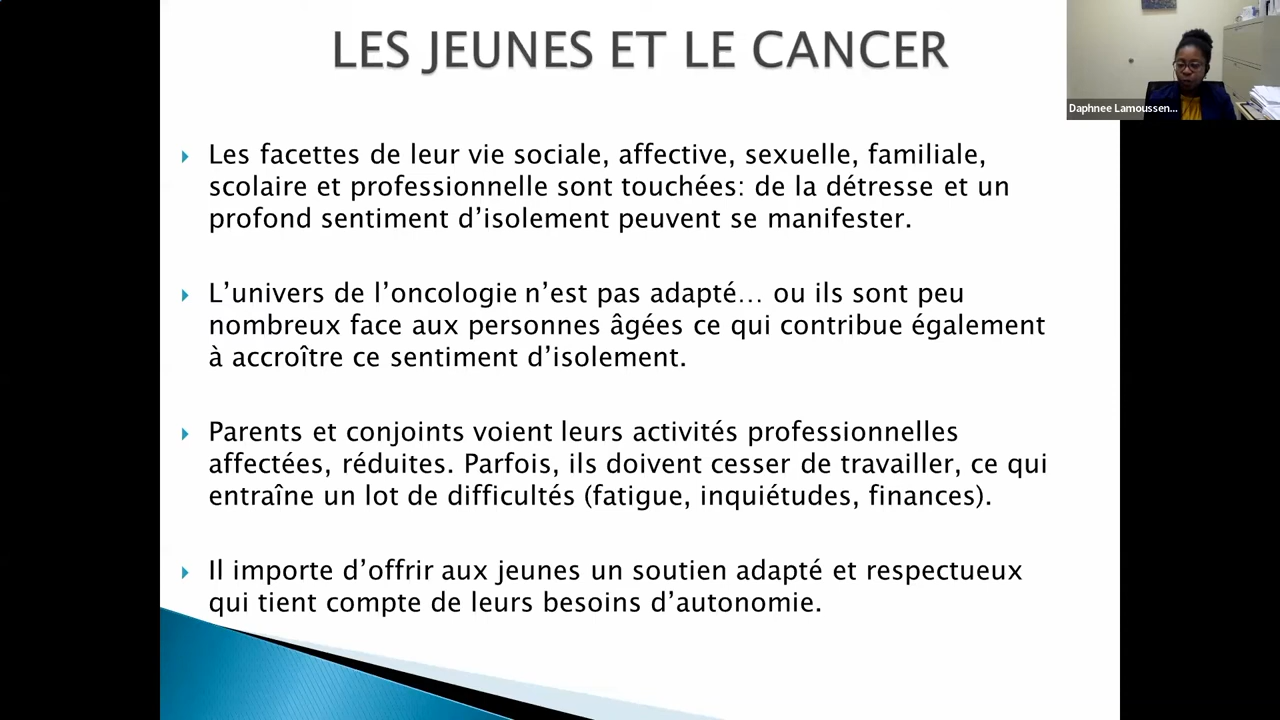 LES JEUNES ET LE CANCER
Daphnee Lamoussen...
Les facettes de leur vie sociale, affective, sexuelle, familiale,
scolaire et professionnelle sont touchées: de la détresse et un
profond sentiment d’isolement peuvent se manifester.
L’univers de l’oncologie n’est pas adapté… ou ils sont peu
nombreux face aux personnes âgées ce qui contribue également
à accroître ce sentiment d’isolement.
Parents et conjoints voient leurs activités professionnelles
affectées, réduites. Parfois, ils doivent cesser de travailler, ce qui
entraîne un lot de difficultés (fatigue, inquiétudes, finances).
Il importe d’offrir aux jeunes un soutien adapté et respectueux
qui tient compte de leurs besoins d’autonomie.